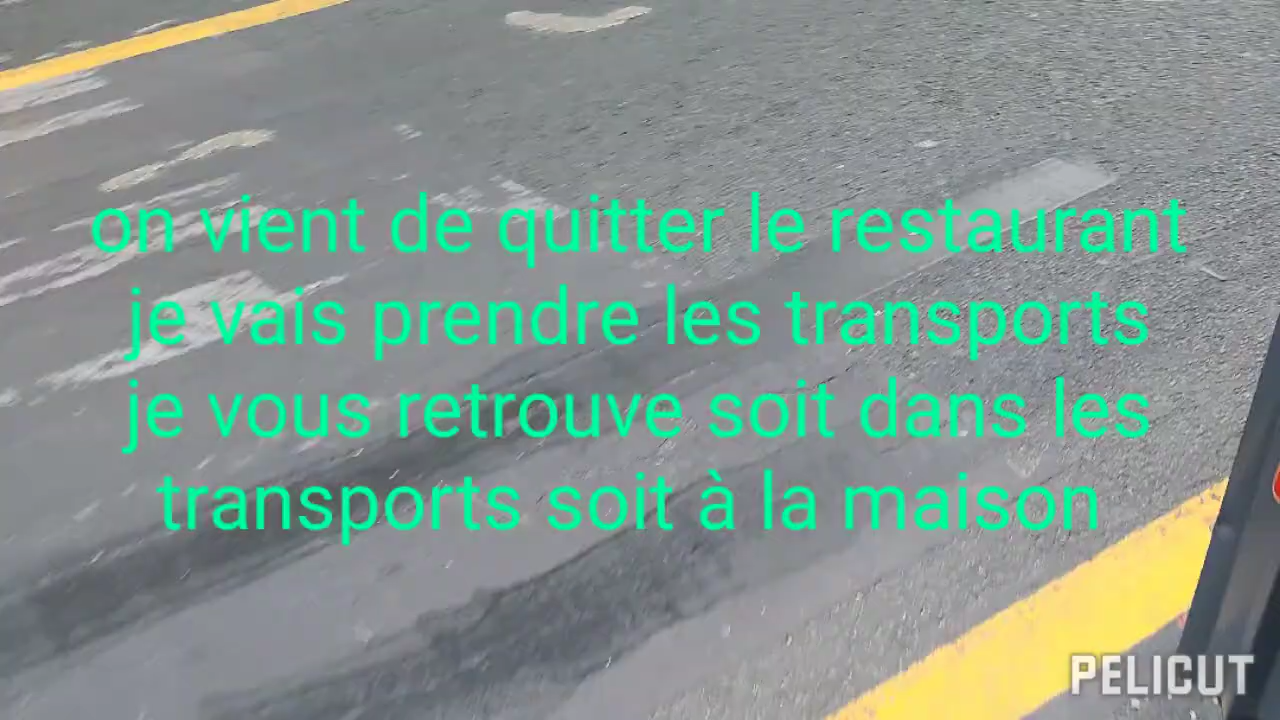 on vient de quitter le restaurant
je vais prendre les transports
je vous retrouve soit dans les
transports soit à la maison
PELICUT